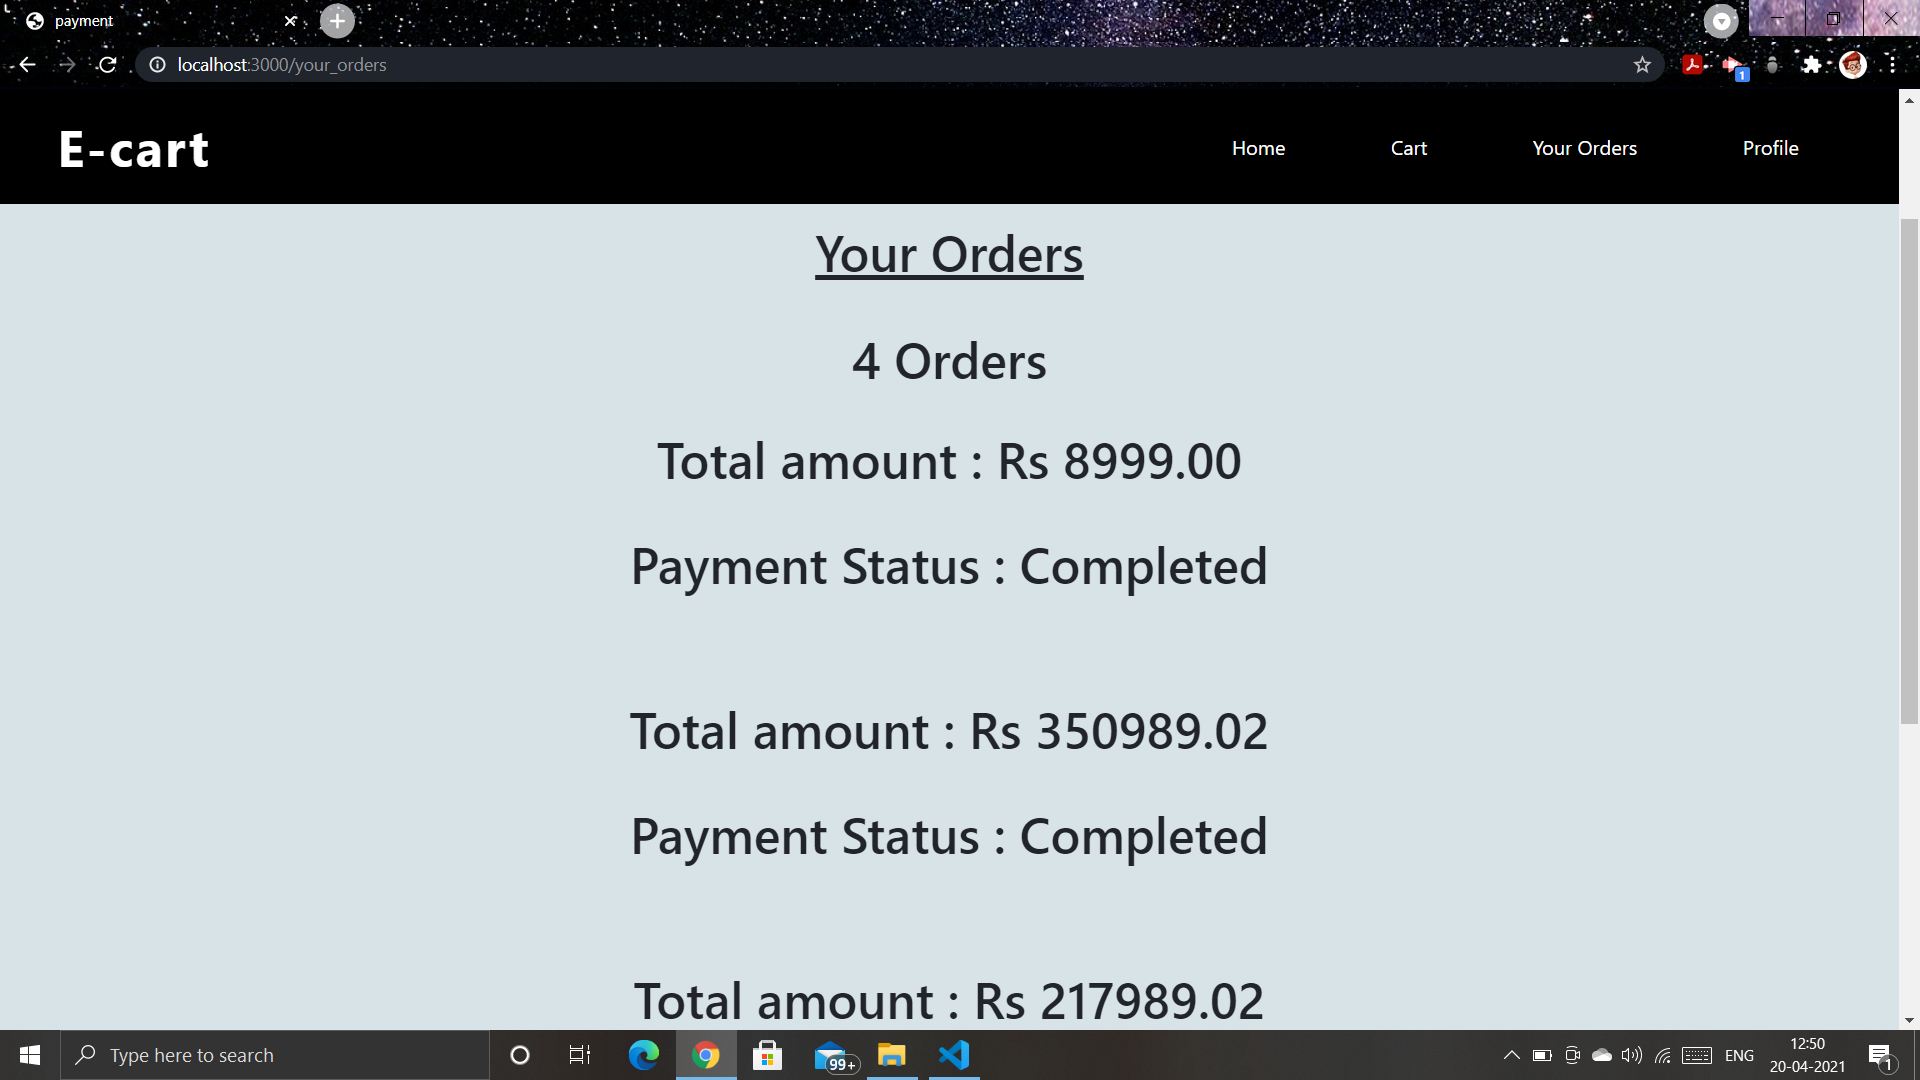 payment
localhost:3000/your_orders
1
E-cart
Home Cart Your Orders Profile
Your Orders
4 Orders
Total amount : Rs 8999.00
Payment Status : Completed
Total amount : Rs 350989.02
Payment Status : Completed
Total amount : Rs 217989.02
Type here to search
99+
ENG
12:50
20-04-2021
1